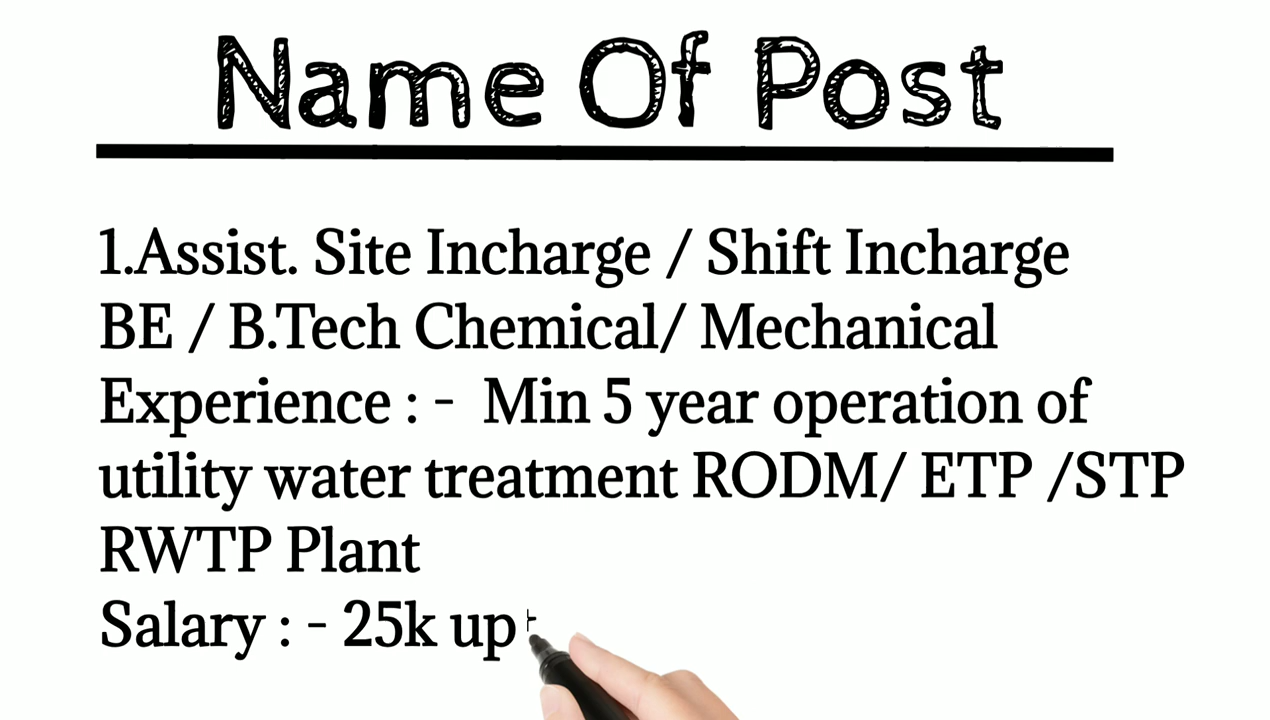 Name Of Post
1.Assist. Site Incharge / Shift Incharge
BE / B.Tech Chemical/ Mechanical
Experience : - Min 5 year operation of
utility water treatment RODM/ ETP /STP
RWTP Plant
Salary : - 25k up